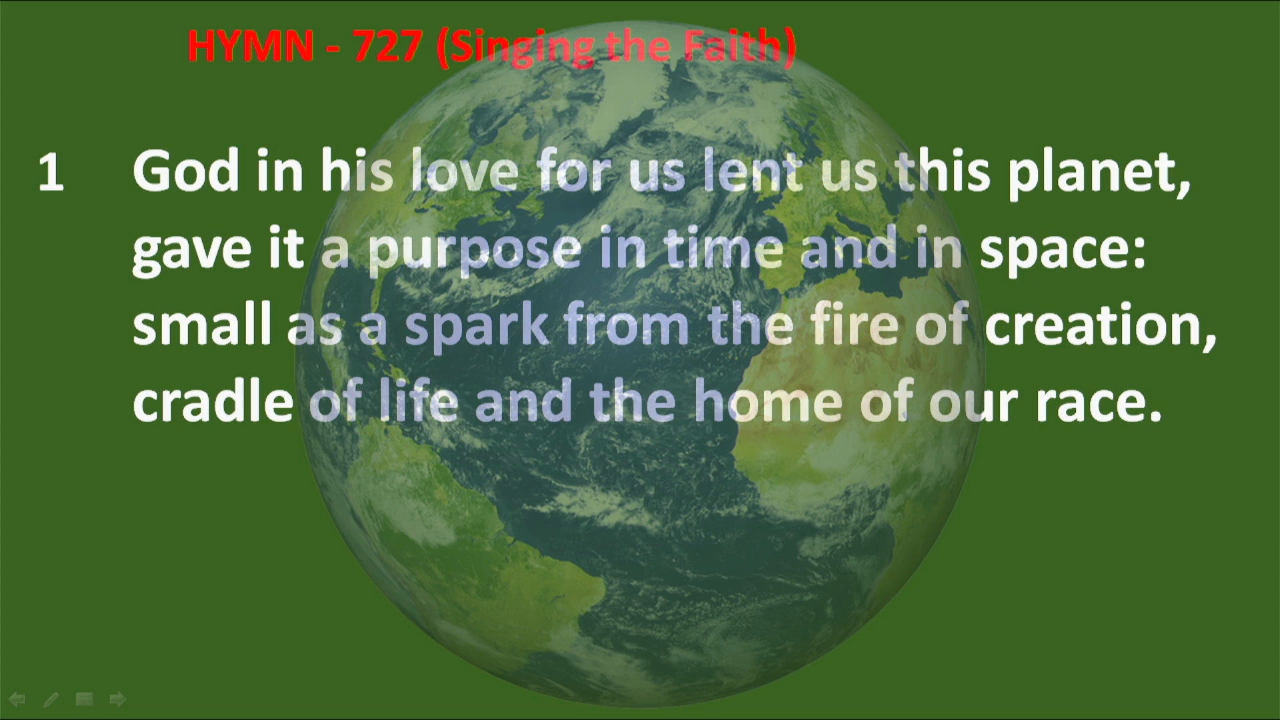 HYMN - 727 (Singing the Faith)
1 God in his love for us lent us this planet,
gave it a purpose in time and in space:
small as a spark from the fire of creation,
cradle of life and the home of our race.